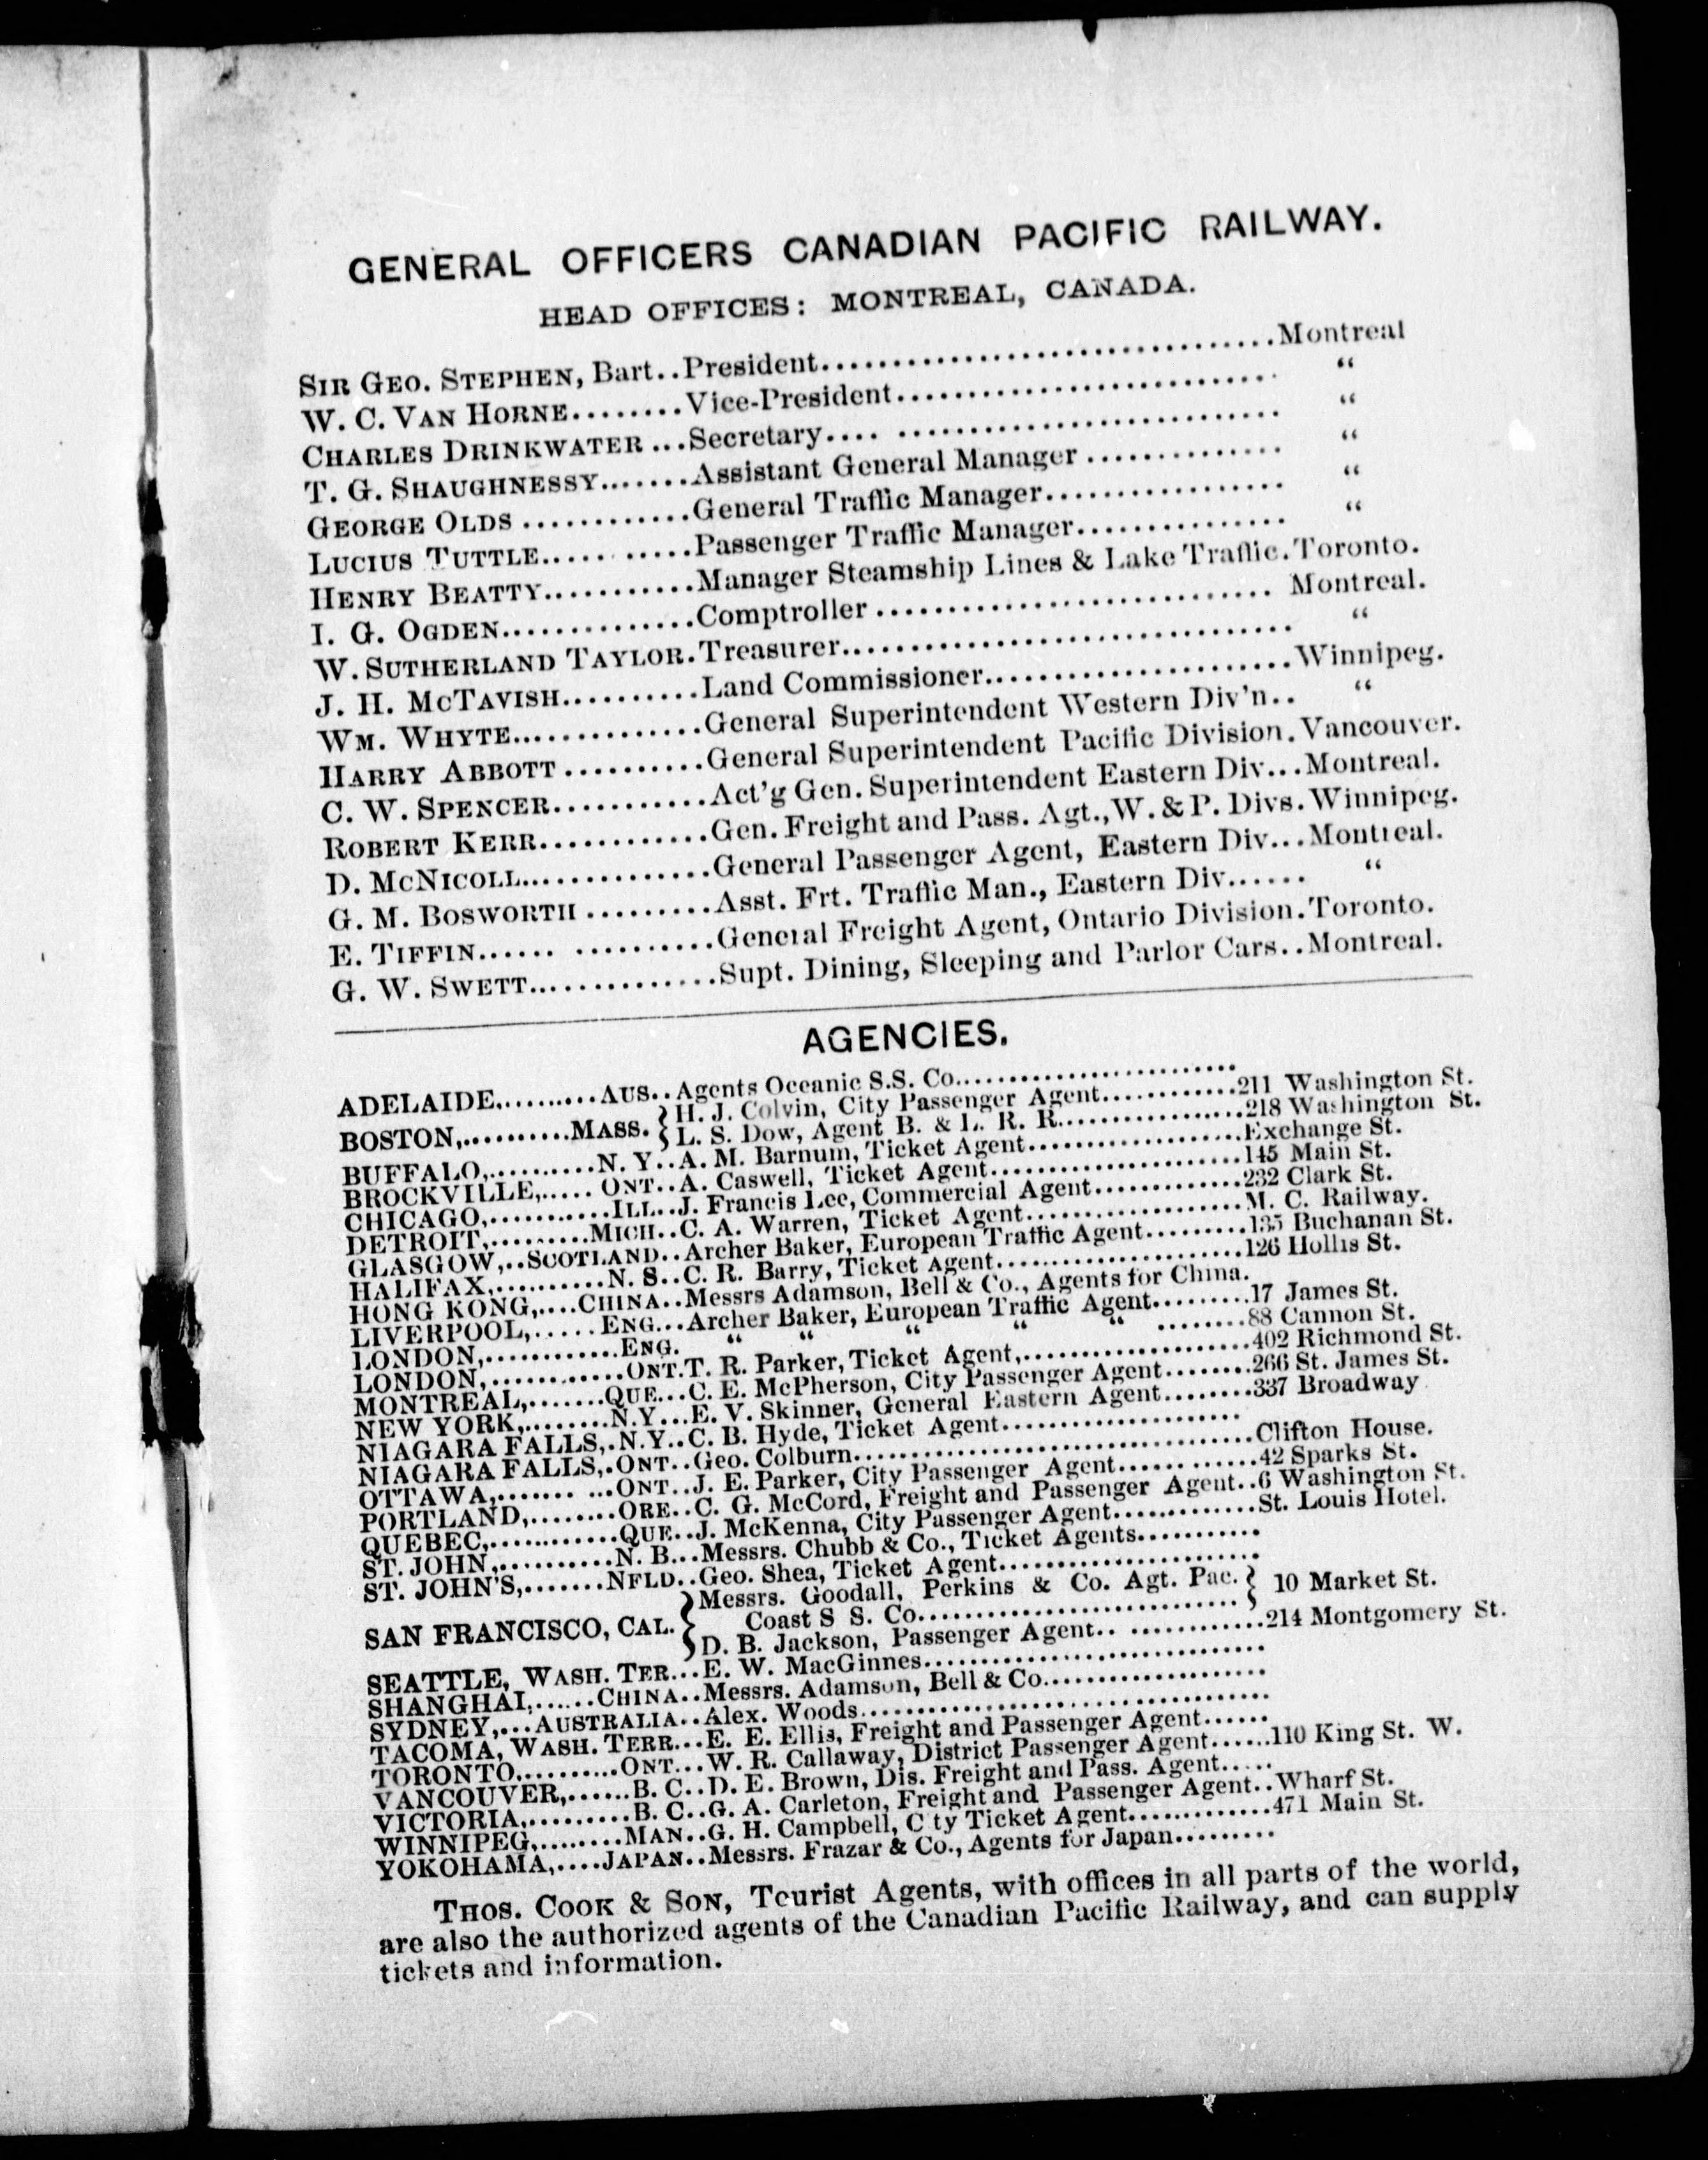 GENERAL OFFICERS CANADIAN PACIFIC RAILWAY.
HEAD OFFICES: MONTREAL, CANADA.
SIR GEO. STEPHEN, Bart..President................................Montreal
W. C. VAN HORNE........Vice-President........................... "
CHARLES DRINKWATER ...Secretary.... ........................... "
T. G. SHAUGHNESSY.......Assistant General Manager .............. "
GEORGE OLDS ............General Traffic Manager................. "
LUCIUS TUTTLE...........Passenger Traffic Manager............... "
HENRY BEATTY...........Manager Steamship Lines & Lake Traffic.Toronto.
I. G. OGDEN..............Comptroller ............................ Montreal.
W. SUTHERLAND TAYLOR.Treasurer................................ "
J. H. MCTAVISH..........Land Commissioner......................Winnipeg.
WM. WHYTE..............General Superintendent Western Div'n.. "
HARRY ABBOTT ..........General Superintendent Pacific Division.Vancouver.
C. W. SPENCER...........Act'g Gen. Superintendent Eastern Div...Montreal.
ROBERT KERR............Gen. Freight and Pass. Agt., W. & P. Divs.Winnipeg.
D. MCNICOLL..............General Passenger Agent, Eastern Div...Montreal.
G. M. BOSWORTH .........Asst. Frt. Traffic Man., Eastern Div...... "
E. TIFFIN...... ..........General Freight Agent, Ontario Division.Toronto.
G. W. SWETT..............Supt. Dining, Sleeping and Parlor Cars..Montreal.
AGENCIES.
ADELAIDE..........AUS..Agents Oceanic S.S. Co.........................
BOSTON,..........MASS. { H. J. Colvin, City Passenger Agent............211 Washington St.
L. S. Dow, Agent B. & L. R. R.................218 Washington St.
BUFFALO,..........N. Y..A. M. Barnum, Ticket Agent...................Exchange St.
BROCKVILLE,..... ONT..A. Caswell, Ticket Agent......................145 Main St.
CHICAGO,...........ILL..J. Francis Lee, Commercial Agent.............232 Clark St.
DETROIT,.........MICH..C. A. Warren, Ticket Agent...................M. C. Railway.
GLASGOW,..SCOTLAND..Archer Baker, European Traffic Agent.........135 Buchanan St.
HALIFAX,..........N. S..C. R. Barry, Ticket Agent.....................126 Hollis St.
HONG KONG,....CHINA..Messrs Adamson, Bell & Co., Agents for China.
LIVERPOOL,.....ENG...Archer Baker, European Traffic Agent.........17 James St.
LONDON,............ENG. " " " " " ........88 Cannon St.
LONDON,............ONT.T. R. Parker, Ticket Agent,....................402 Richmond St.
MONTREAL,.......QUE...C. E. McPherson, City Passenger Agent........266 St. James St.
NEW YORK,........N.Y...E. V. Skinner, General Eastern Agent........337 Broadway
NIAGARA FALLS,.N.Y..C. B. Hyde, Ticket Agent......................
NIAGARA FALLS,.ONT..Geo. Colburn...................................Clifton House.
OTTAWA,....... ...ONT..J. E. Parker, City Passenger Agent............42 Sparks St.
PORTLAND,........ORE..C. G. McCord, Freight and Passenger Agent..6 Washington St.
QUEBEC,............QUE..J. McKenna, City Passenger Agent.............St. Louis Hotel.
ST. JOHN,...........N. B...Messrs. Chubb & Co., Ticket Agents...........
ST. JOHN'S,.......NFLD..Geo. Shea, Ticket Agent.......................
SAN FRANCISCO, CAL. { Messrs. Goodall, Perkins & Co. Agt. Pac. } 10 Market St.
Coast S S. Co..............................
D. B. Jackson, Passenger Agent.. ............214 Montgomery St.
SEATTLE, WASH. TER...E. W. MacGinnes..............................
SHANGHAI,......CHINA..Messrs. Adamson, Bell & Co...................
SYDNEY,...AUSTRALIA..Alex. Woods....................................
TACOMA, WASH. TERR...E. E. Ellis, Freight and Passenger Agent......
TORONTO..........ONT...W. R. Callaway, District Passenger Agent......110 King St. W.
VANCOUVER,......B. C..D. E. Brown, Dis. Freight and Pass. Agent.....
VICTORIA,..........B. C..G. A. Carleton, Freight and Passenger Agent..Wharf St.
WINNIPEG,........MAN..G. H. Campbell, C ty Ticket Agent.............471 Main St.
YOKOHAMA,....JAPAN..Messrs. Frazar & Co., Agents for Japan.........
THOS. COOK & SON, Tourist Agents, with offices in all parts of the world,
are also the authorized agents of the Canadian Pacific Railway, and can supply
tickets and information.